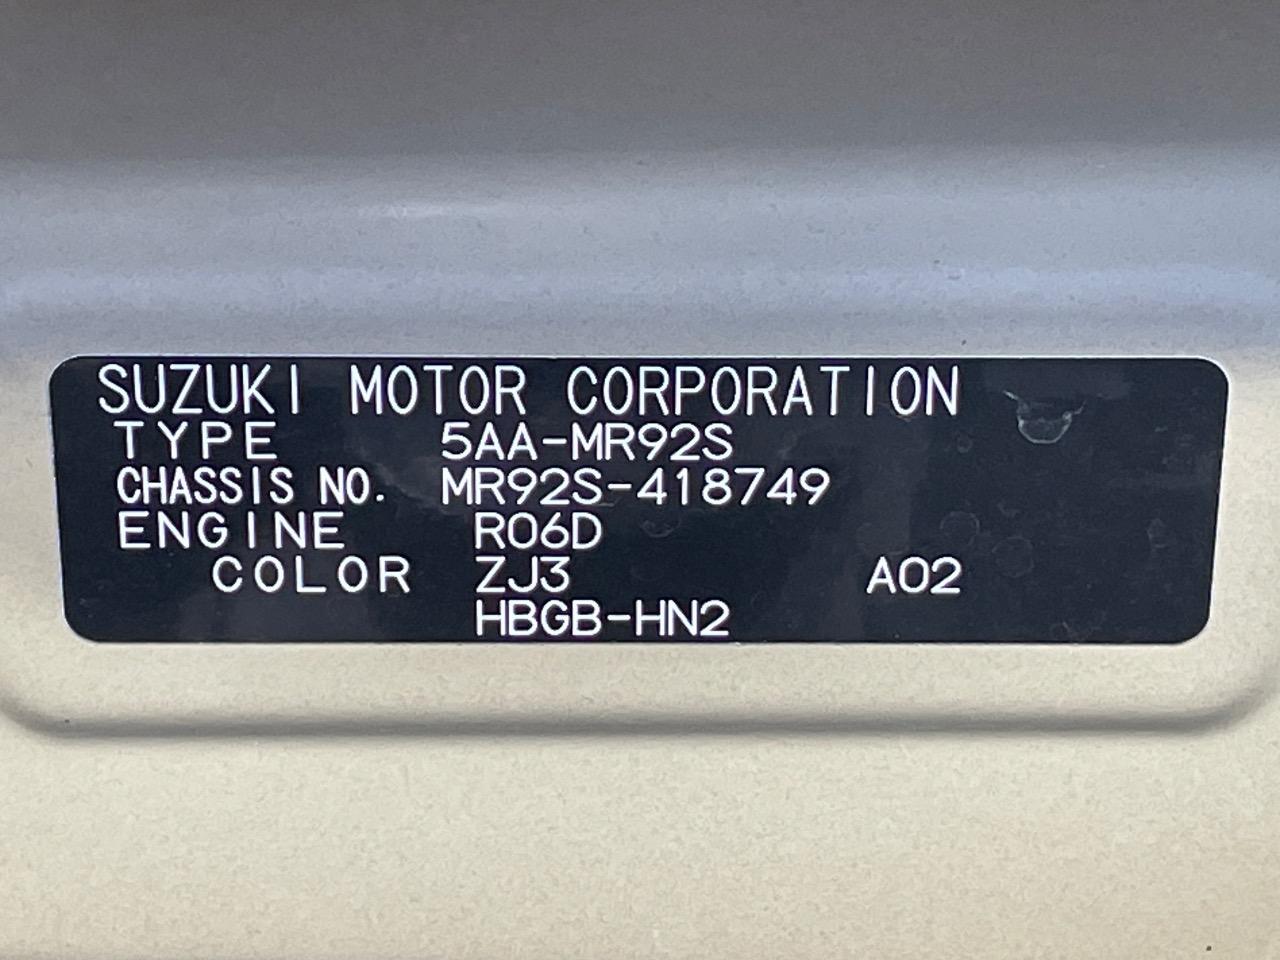 SUZUKI MOTOR CORPORATION
TYPE 5AA-MR92S
CHASSIS NO. MR92S-418749
ENGINE R06D
COLOR ZJ3 A02
HBGB-HN2